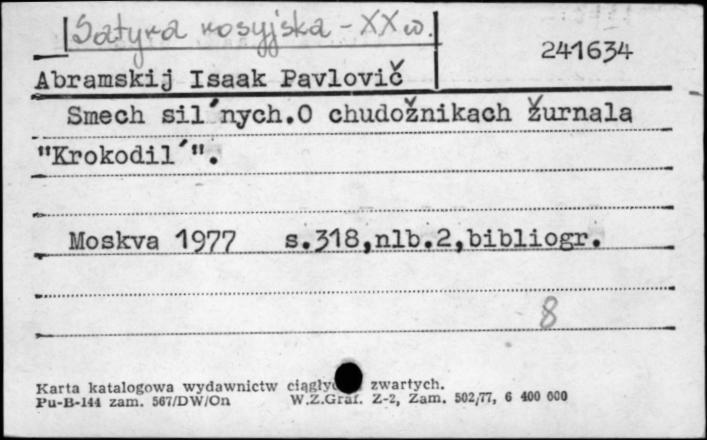 Satyra rosyjska - XX w.
241634
Abramskij Isaak Pavlovič
Smech sil´nych.O chudožnikach žurnala
"Krokodil´".
Moskva 1977 s.318,nlb.2,bibliogr.
8
Karta katalogowa wydawnictw zwartych.
Pu-B-144 zam. 567/DW/On W.Z.Graf. Z-2, Zam. 502/77, 6 400 000